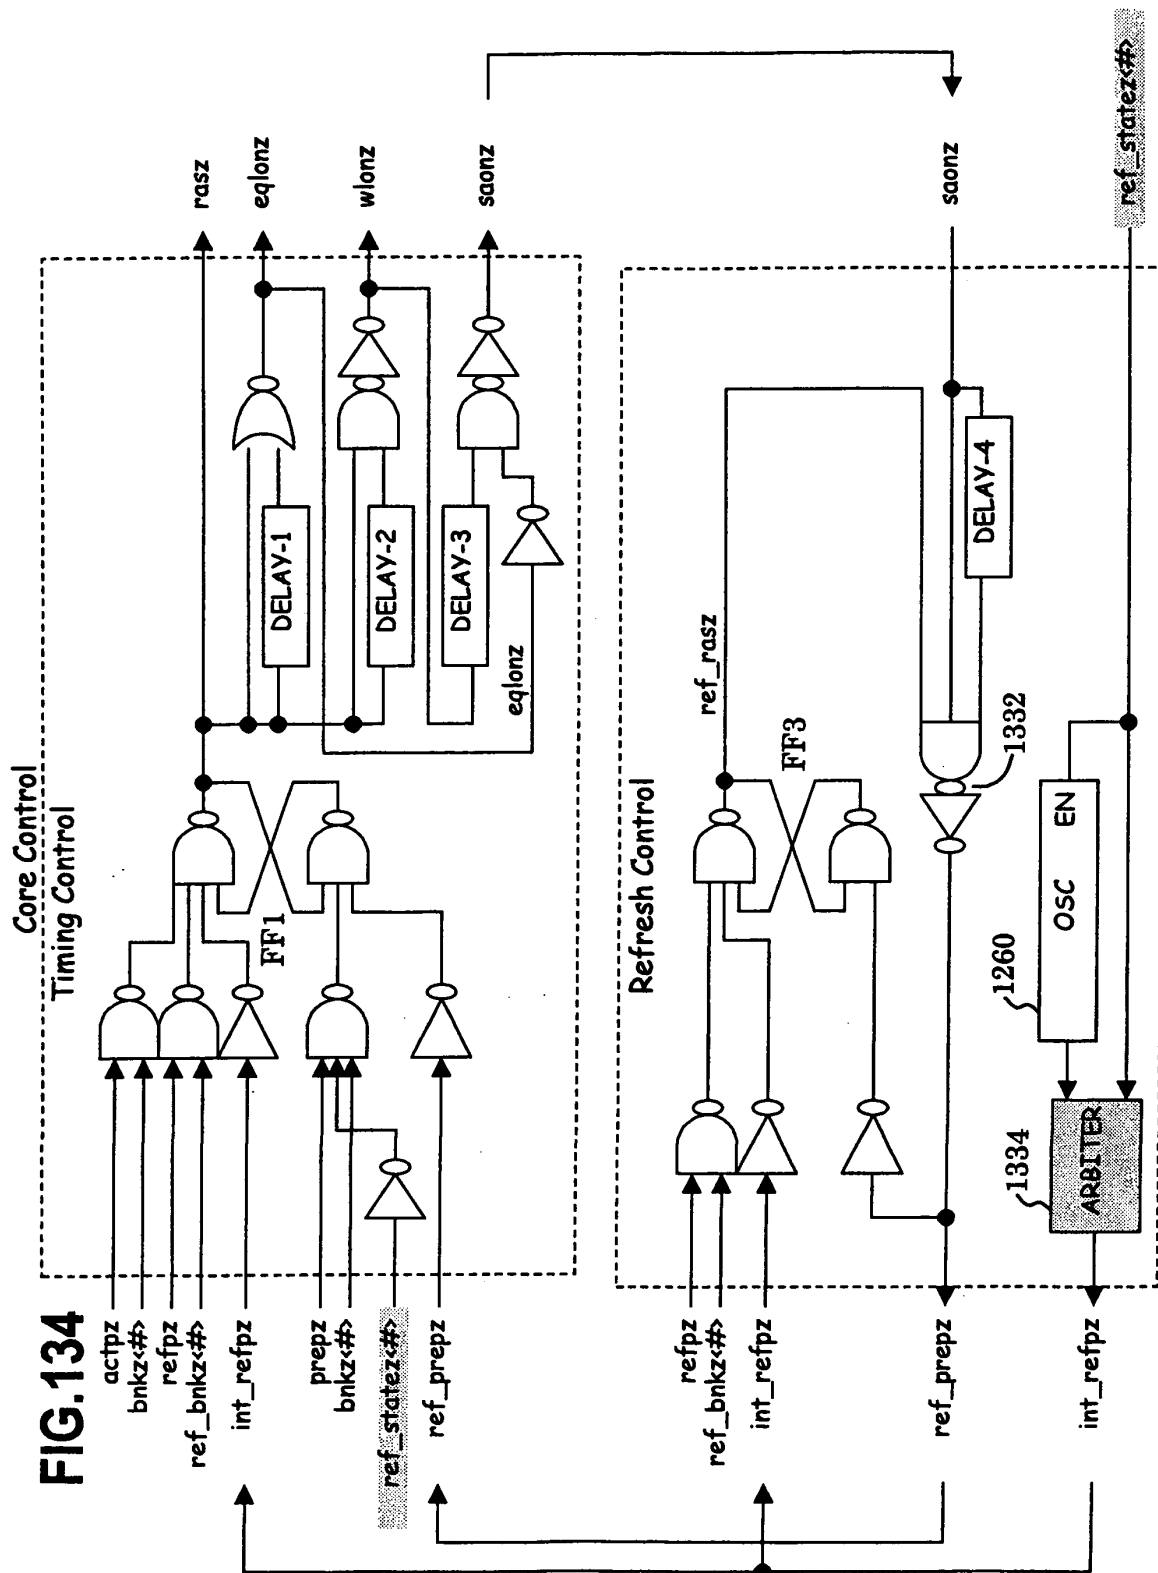 FIG.134
Core Control
Timing Control
actpz
bnkz<#>
refpz
ref_bnkz<#>
int_refpz
prepz
bnkz<#>
ref_statez<#>
ref_prepz
FF1
DELAY-1
DELAY-2
DELAY-3
eqlonz
rasz
eqlonz
wlonz
saonz
Refresh Control
refpz
ref_bnkz<#>
int_refpz
ref_prepz
int_refpz
ref_rasz
FF3
1332
DELAY-4
1260
OSC EN
1334
ARBITER
saonz
ref_statez<#>